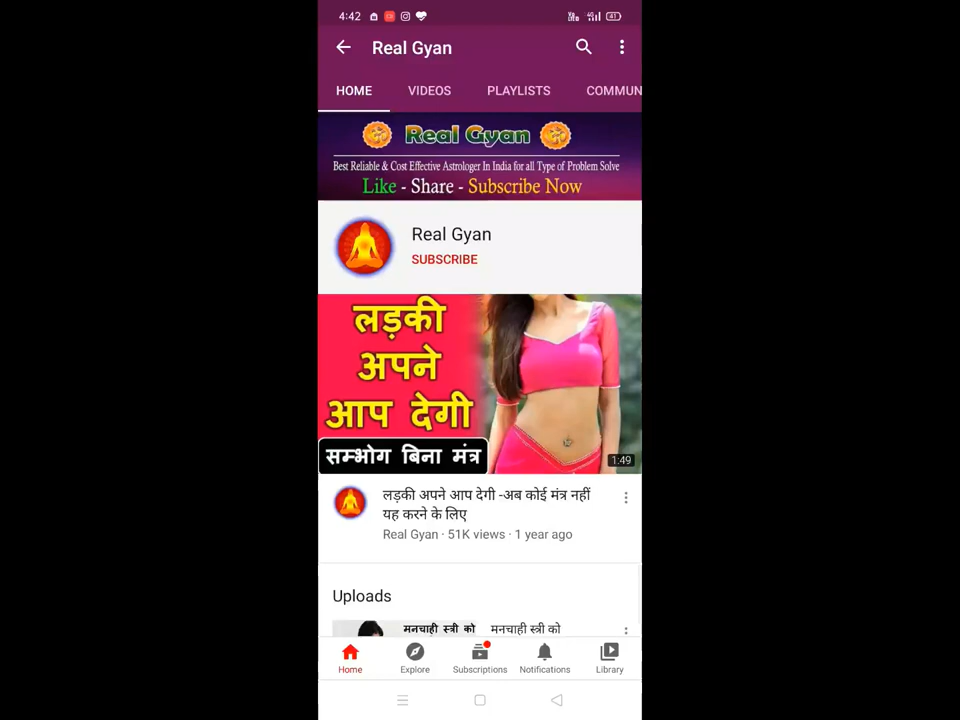 4:42
Real Gyan
HOME VIDEOS PLAYLISTS COMMUN
Real Gyan
Best Reliable & Cost Effective Astrologer In India for all Type of Problem Solve
Like - Share - Subscribe Now
Real Gyan
SUBSCRIBE
लड़की
अपने
आप देगी
सम्भोग बिना मंत्र
1:49
लड़की अपने आप देगी -अब कोई मंत्र नहीं
यह करने के लिए
Real Gyan · 51K views · 1 year ago
Uploads
मनचाही स्त्री को मनचाही स्त्री को
Home Explore Subscriptions Notifications Library